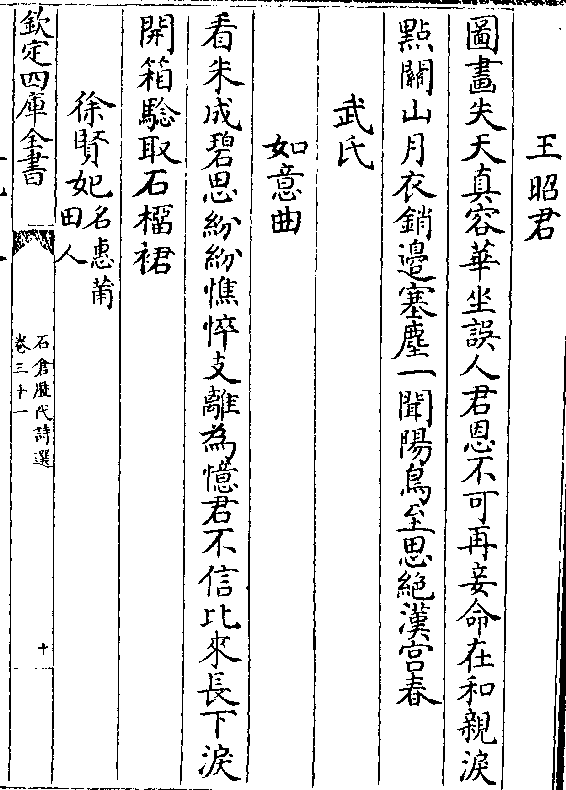 王昭君
圖畫失天真容華坐誤人君恩不可再妾命在和親淚
點關山月衣銷邉塞塵一聞陽鳥至思絶漢宫春
武氏
如意曲
看朱成碧思紛紛憔悴支離為憶君不信比來長下淚
開箱驗取石榴裙
徐賢妃名惠莆田人
欽定四庫全書
石倉歴代詩選
卷三十一
十